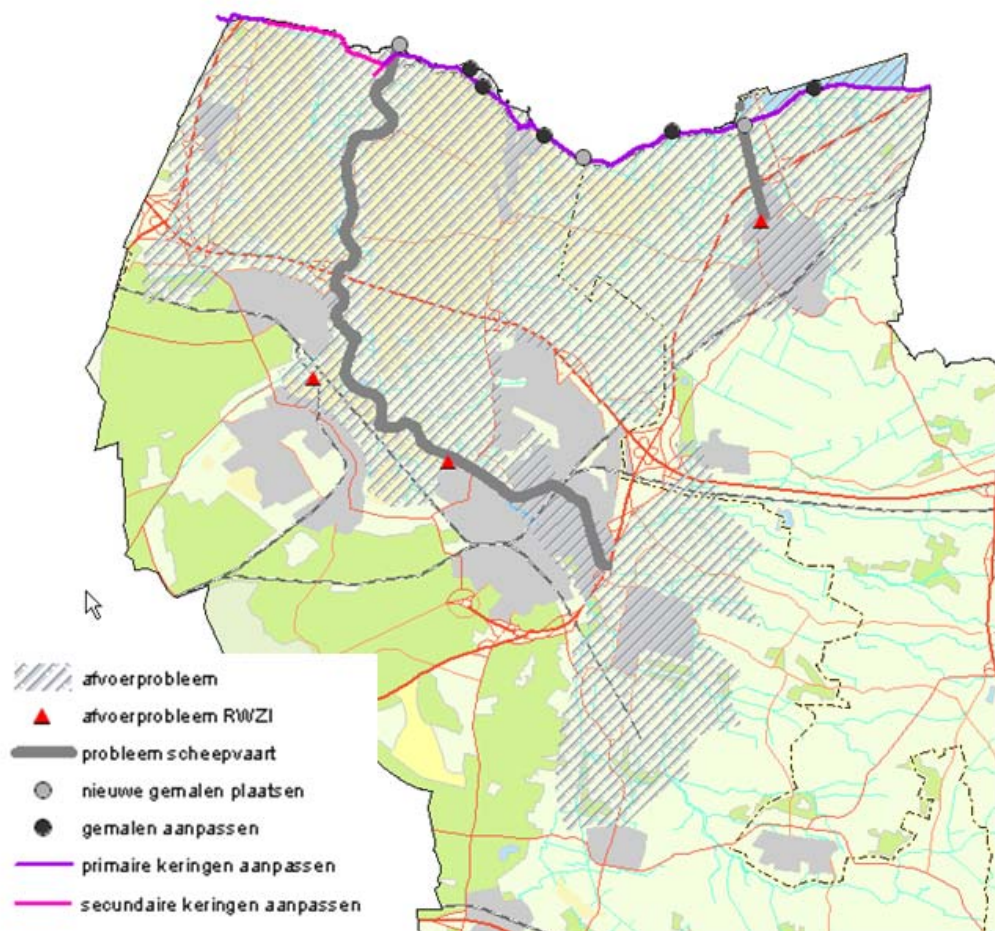 afvoerprobleem
afvoerprobleem RWZI
probleem scheepvaart
nieuwe gemalen plaatsen
gemalen aanpassen
primaire keringen aanpassen
secundaire keringen aanpassen